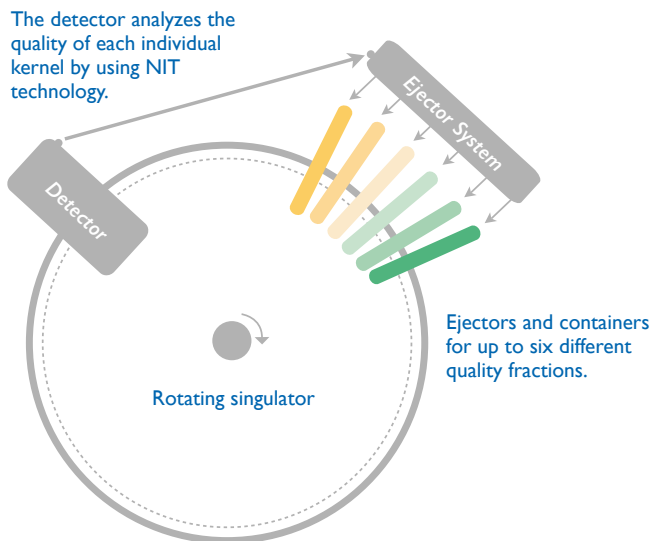 The detector analyzes the
quality of each individual
kernel by using NIT
technology.
Ejector System
Detector
Ejectors and containers
for up to six different
quality fractions.
Rotating singulator